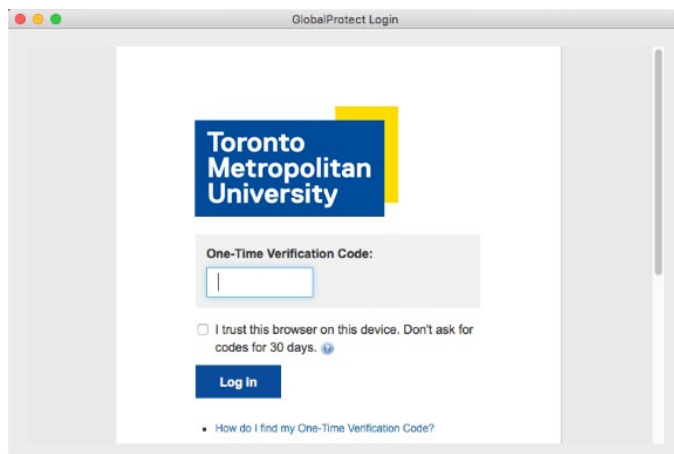 GlobalProtect Login
Toronto
Metropolitan
University
One-Time Verification Code:
I trust this browser on this device. Don't ask for
codes for 30 days. ?
Log in
How do I find my One-Time Verification Code?